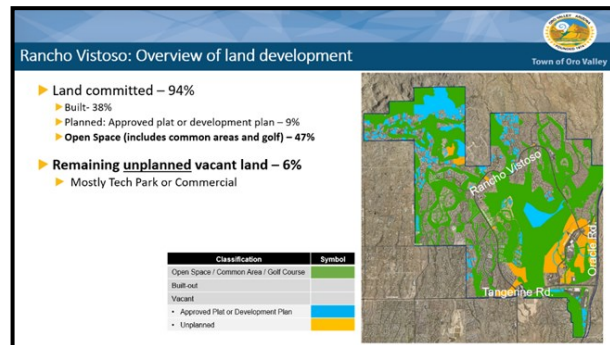 Rancho Vistoso: Overview of land development
Town of Oro Valley
Land committed – 94%
Built- 38%
Planned: Approved plat or development plan – 9%
Open Space (includes common areas and golf) – 47%
Remaining unplanned vacant land – 6%
Mostly Tech Park or Commercial
Classification Symbol
Open Space / Common Area / Golf Course
Built-out
Vacant
• Approved Plat or Development Plan
• Unplanned
Rancho Vistoso
Oracle Rd.
Tangerine Rd.